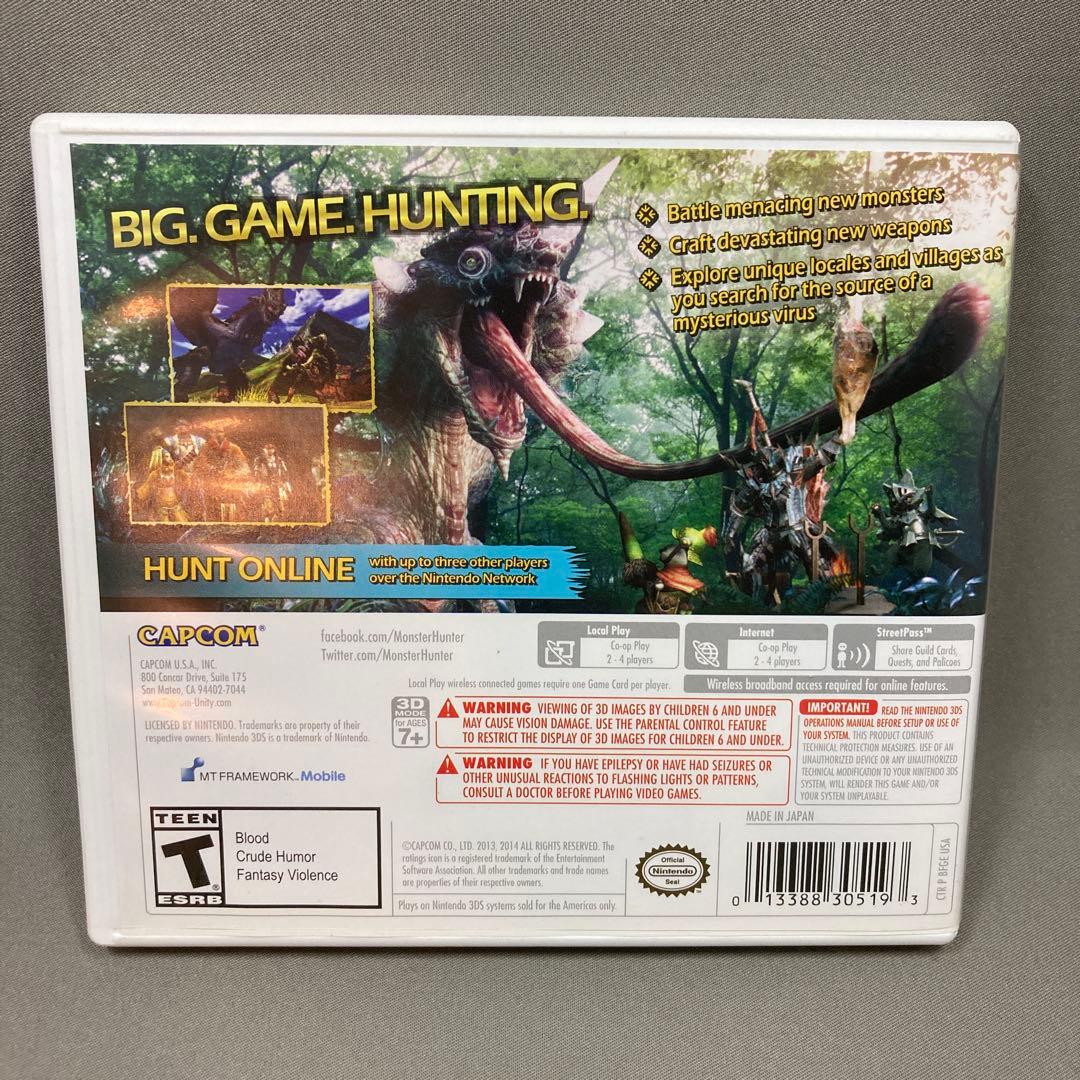 BIG. GAME. HUNTING.
Battle menacing new monsters
Craft devastating new weapons
Explore unique locales and villages as
you search for the source of a
mysterious virus
HUNT ONLINE
with up to three other players
over the Nintendo Network
CAPCOM®
CAPCOM U.S.A., INC.
800 Concar Drive, Suite 175
San Mateo, CA 94402-7044
facebook.com/MonsterHunter
Twitter.com/MonsterHunter
Local Play
Co-op Play
2 - 4 players
Internet
Co-op Play
2 - 4 players
StreetPass™
Share Guild Cards,
Quests, and Palicoes
Local Play wireless connected games require one Game Card per player.
Wireless broadband access required for online features.
LICENSED BY NINTENDO. Trademarks are property of their
respective owners. Nintendo 3DS is a trademark of Nintendo.
3D
MODE
for AGES
7+
WARNING VIEWING OF 3D IMAGES BY CHILDREN 6 AND UNDER
MAY CAUSE VISION DAMAGE. USE THE PARENTAL CONTROL FEATURE
TO RESTRICT THE DISPLAY OF 3D IMAGES FOR CHILDREN 6 AND UNDER.
WARNING IF YOU HAVE EPILEPSY OR HAVE HAD SEIZURES OR
OTHER UNUSUAL REACTIONS TO FLASHING LIGHTS OR PATTERNS,
CONSULT A DOCTOR BEFORE PLAYING VIDEO GAMES.
IMPORTANT! READ THE NINTENDO 3DS
OPERATIONS MANUAL BEFORE SETUP OR USE OF
YOUR SYSTEM. THIS PRODUCT CONTAINS
TECHNICAL PROTECTION MEASURES. USE OF AN
UNAUTHORIZED DEVICE OR ANY UNAUTHORIZED
TECHNICAL MODIFICATION TO YOUR NINTENDO 3DS
SYSTEM, WILL RENDER THIS GAME AND/OR
YOUR SYSTEM UNPLAYABLE.
MT FRAMEWORK™ Mobile
MADE IN JAPAN
TEEN
T®
ESRB
Blood
Crude Humor
Fantasy Violence
©CAPCOM CO., LTD. 2013, 2014 ALL RIGHTS RESERVED. The
ratings icon is a registered trademark of the Entertainment
Software Association. All other trademarks and trade names
are properties of their respective owners.
Plays on Nintendo 3DS systems sold for the Americas only.
Official
Nintendo
Seal
0 13388 30519 3
CTR P BFGE USA